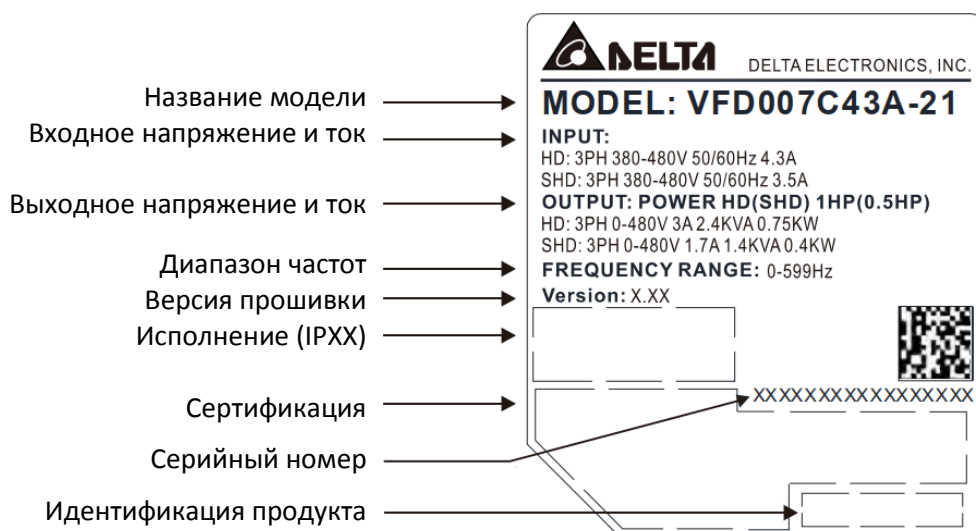 DELTA
DELTA ELECTRONICS, INC.
Название модели
MODEL: VFD007C43A-21
Входное напряжение и ток
INPUT:
HD: 3PH 380-480V 50/60Hz 4.3A
SHD: 3PH 380-480V 50/60Hz 3.5A
Выходное напряжение и ток
OUTPUT: POWER HD(SHD) 1HP(0.5HP)
HD: 3PH 0-480V 3A 2.4KVA 0.75KW
SHD: 3PH 0-480V 1.7A 1.4KVA 0.4KW
Диапазон частот
FREQUENCY RANGE: 0-599Hz
Версия прошивки
Version: X.XX
Исполнение (IPXX)
Сертификация
Серийный номер
XXXXXXXXXXXXXXXXX
Идентификация продукта